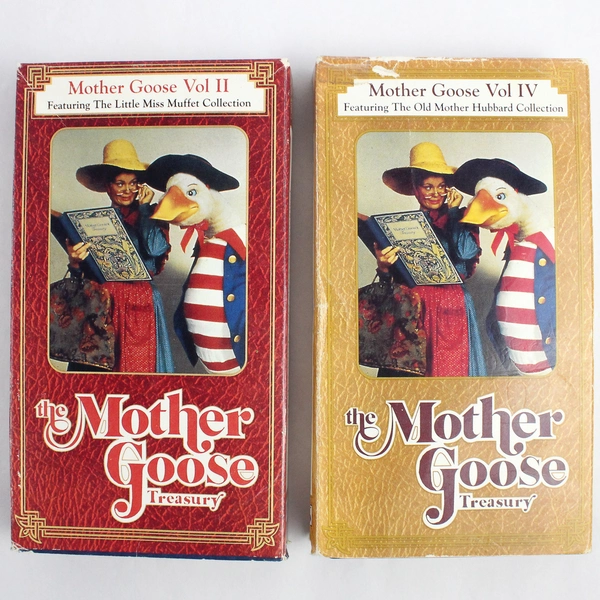 Mother Goose Vol II
Featuring The Little Miss Muffet Collection
the Mother
Goose
Treasury
Mother Goose Vol IV
Featuring The Old Mother Hubbard Collection
the Mother
Goose
Treasury